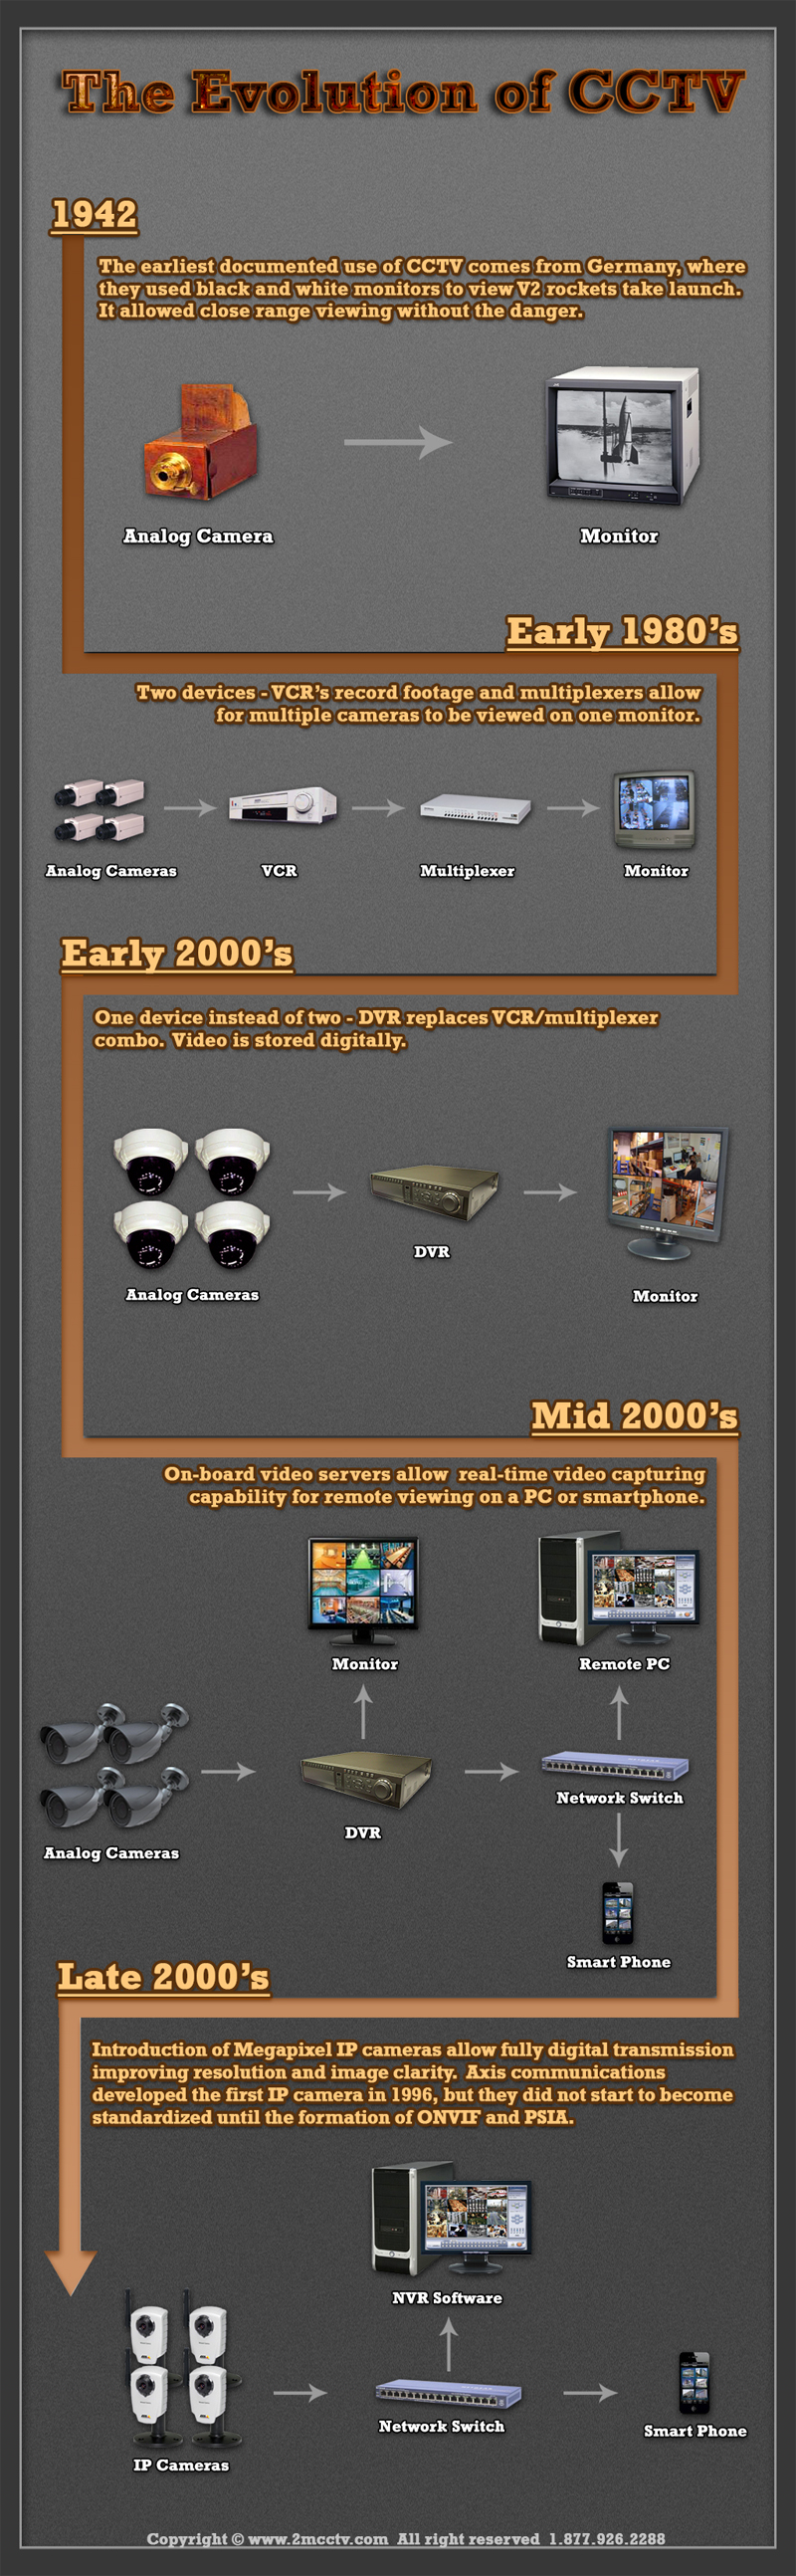 The Evolution of CCTV
1942
The earliest documented use of CCTV comes from Germany, where
they used black and white monitors to view V2 rockets take launch.
It allowed close range viewing without the danger.
Analog Camera
Monitor
Early 1980's
Two devices - VCR's record footage and multiplexers allow
for multiple cameras to be viewed on one monitor.
Analog Cameras
VCR
Multiplexer
Monitor
Early 2000's
One device instead of two - DVR replaces VCR/multiplexer
combo. Video is stored digitally.
Analog Cameras
DVR
Monitor
Mid 2000's
On-board video servers allow real-time video capturing
capability for remote viewing on a PC or smartphone.
Monitor
Remote PC
Analog Cameras
DVR
Network Switch
Smart Phone
Late 2000's
Introduction of Megapixel IP cameras allow fully digital transmission
improving resolution and image clarity. Axis communications
developed the first IP camera in 1996, but they did not start to become
standardized until the formation of ONVIF and PSIA.
NVR Software
IP Cameras
Network Switch
Smart Phone
Copyright © www.2mcctv.com All right reserved 1.877.926.2288